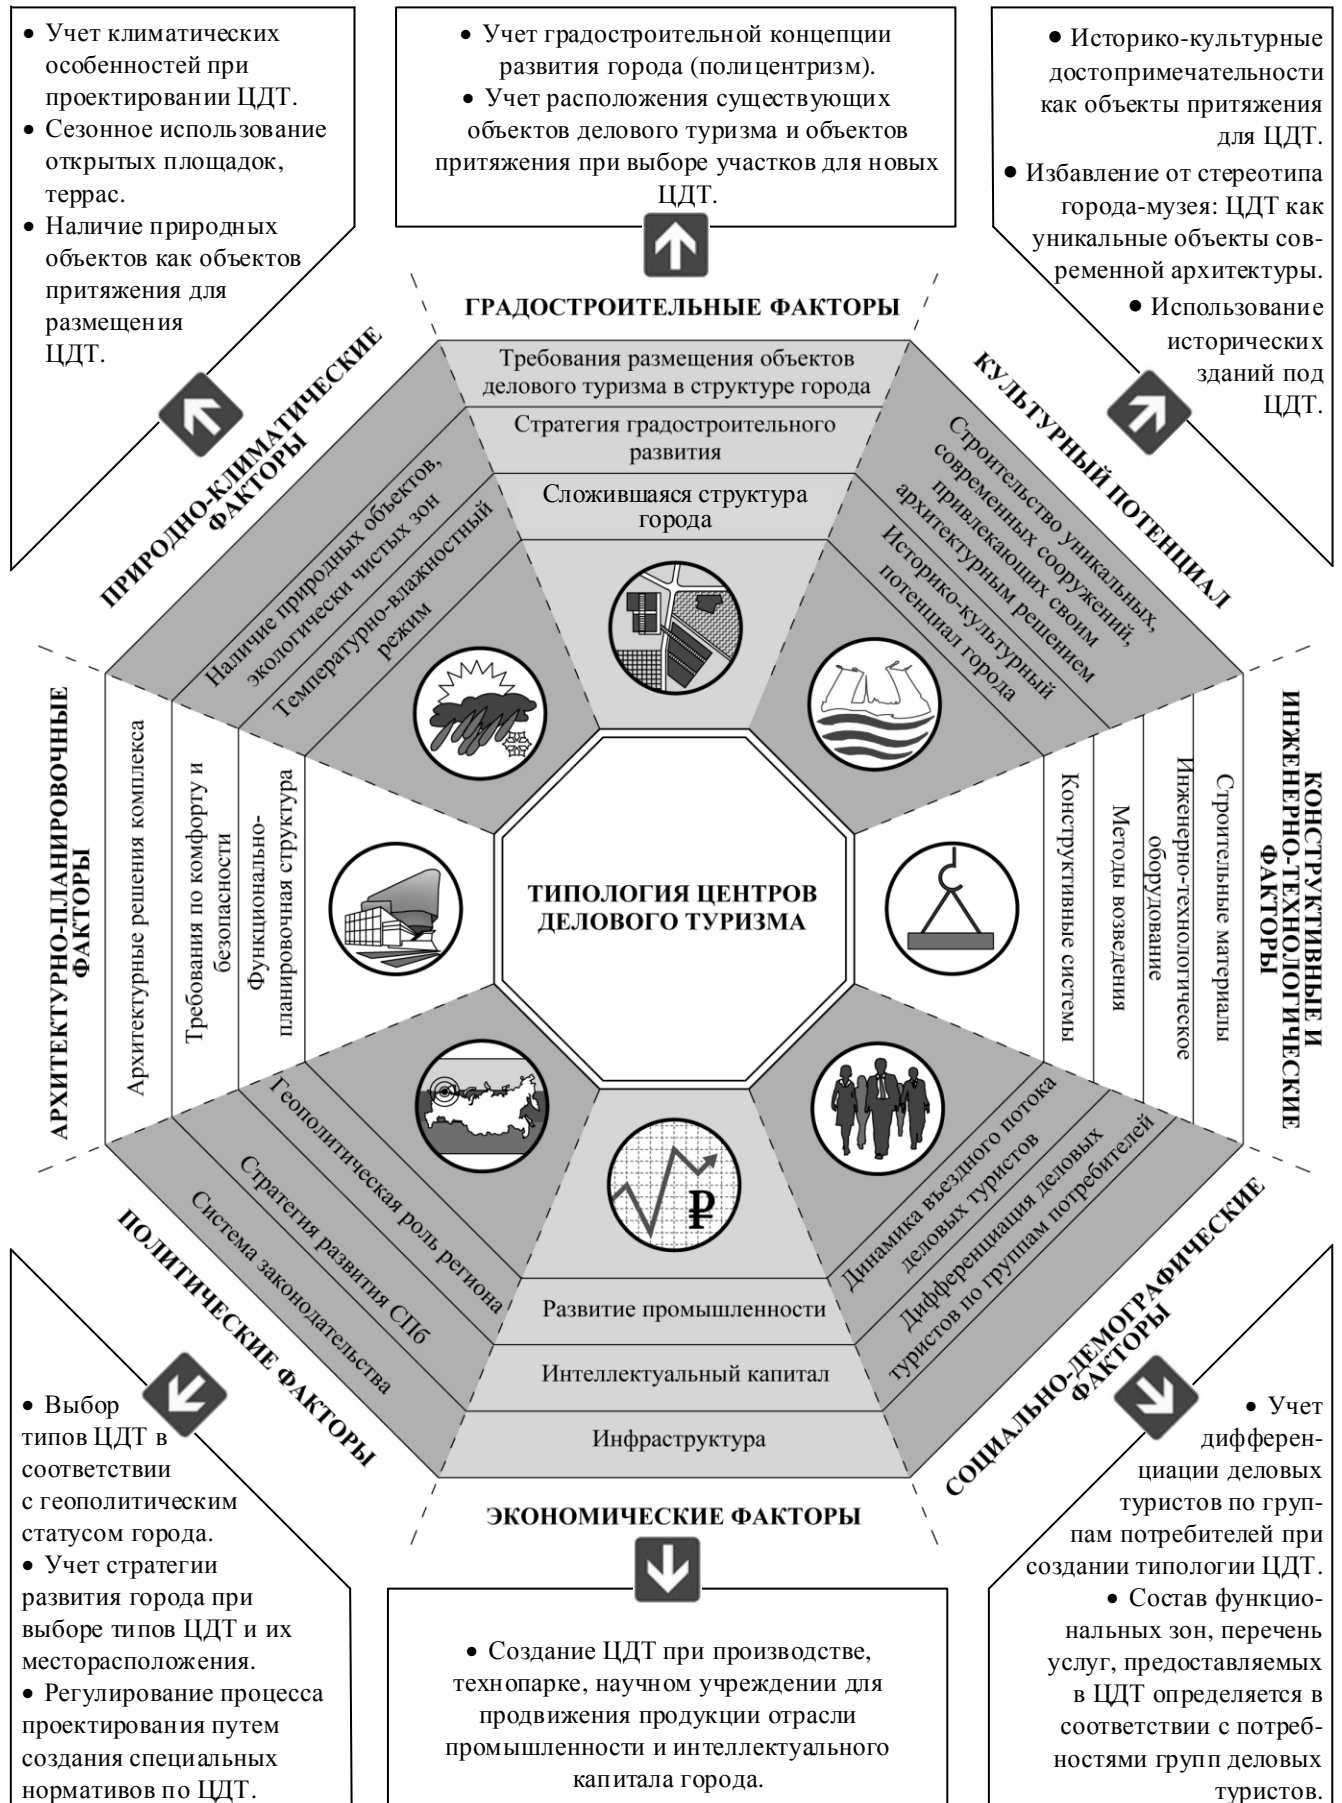 • Учет климатических
особенностей при
проектировании ЦДТ.
• Сезонное использование
открытых площадок,
террас.
• Наличие природных
объектов как объектов
притяжения для
размещения
ЦДТ.
• Учет градостроительной концепции
развития города (полицентризм).
• Учет расположения существующих
объектов делового туризма и объектов
притяжения при выборе участков для новых
ЦДТ.
• Историко-культурные
достопримечательности
как объекты притяжения
для ЦДТ.
• Избавление от стереотипа
города-музея: ЦДТ как
уникальные объекты сов-
ременной архитектуры.
• Использование
исторических
зданий под
ЦДТ.
ПРИРОДНО-КЛИМАТИЧЕСКИЕ
ФАКТОРЫ
Наличие природных объектов,
экологически чистых зон
Температурно-влажностный
режим
ГРАДОСТРОИТЕЛЬНЫЕ ФАКТОРЫ
Требования размещения объектов
делового туризма в структуре города
Стратегия градостроительного
развития
Сложившаяся структура
города
КУЛЬТУРНЫЙ ПОТЕНЦИАЛ
Строительство уникальных,
современных сооружений,
привлекающих своим
архитектурным решением
Историко-культурный
потенциал города
АРХИТЕКТУРНО-ПЛАНИРОВОЧНЫЕ
ФАКТОРЫ
Архитектурные решения комплекса
Требования по комфорту и
безопасности
Функционально-
планировочная структура
ТИПОЛОГИЯ ЦЕНТРОВ
ДЕЛОВОГО ТУРИЗМА
Конструктивные системы
Методы возведения
Инженерно-технологическое
оборудование
Строительные материалы
КОНСТРУКТИВНЫЕ И
ИНЖЕНЕРНО-ТЕХНОЛОГИЧЕСКИЕ
ФАКТОРЫ
Геополитическая роль региона
Стратегия развития СПб
Система законодательства
ПОЛИТИЧЕСКИЕ ФАКТОРЫ
₽
Развитие промышленности
Интеллектуальный капитал
Инфраструктура
ЭКОНОМИЧЕСКИЕ ФАКТОРЫ
Динамика въездного потока
деловых туристов
Дифференциация деловых
туристов по группам потребителей
СОЦИАЛЬНО-ДЕМОГРАФИЧЕСКИЕ
ФАКТОРЫ
• Выбор
типов ЦДТ в
соответствии
с геополитическим
статусом города.
• Учет стратегии
развития города при
выборе типов ЦДТ и их
месторасположения.
• Регулирование процесса
проектирования путем
создания специальных
нормативов по ЦДТ.
• Создание ЦДТ при производстве,
технопарке, научном учреждении для
продвижения продукции отрасли
промышленности и интеллектуального
капитала города.
• Учет
дифферен-
циации деловых
туристов по груп-
пам потребителей при
создании типологии ЦДТ.
• Состав функцио-
нальных зон, перечень
услуг, предоставляемых
в ЦДТ определяется в
соответствии с потреб-
ностями групп деловых
туристов.